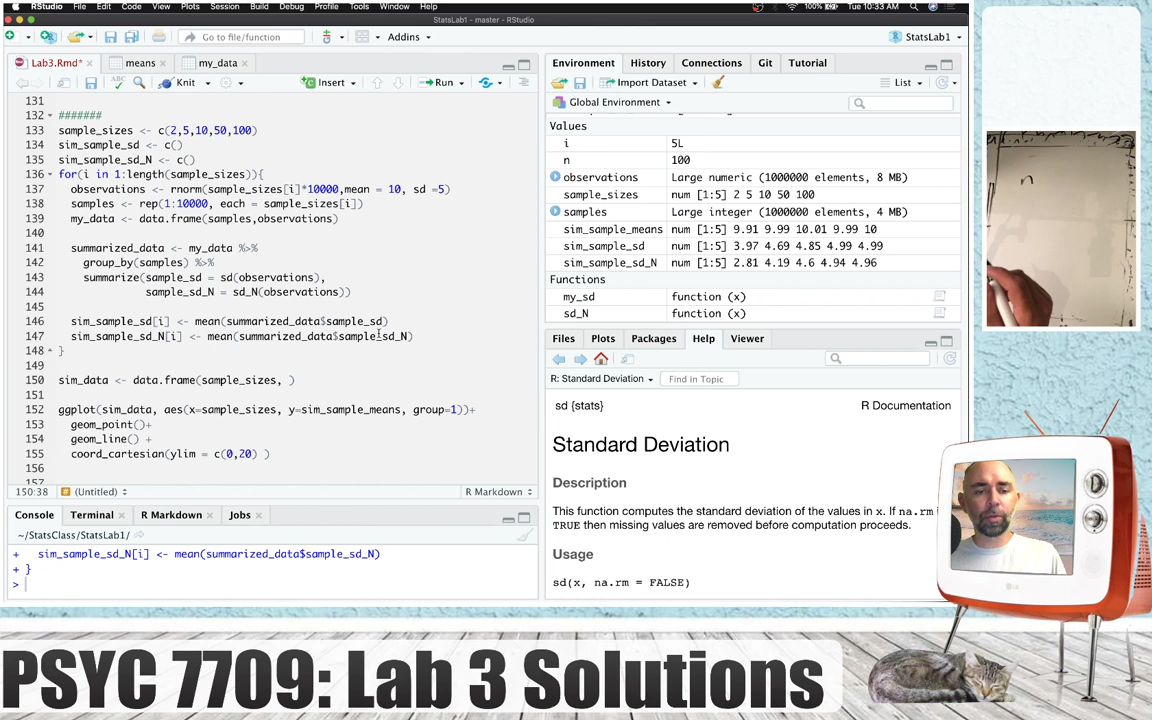 RStudio File Edit Code View Plots Session Build Debug Profile Tools Window Help 100% Tue 10:33 AM
StatsLab1 - master - RStudio
Go to file/function Addins StatsLab1
Lab3.Rmd* means my_data
ABC Knit Insert Run
131
132 #######
133 sample_sizes <- c(2,5,10,50,100)
134 sim_sample_sd <- c()
135 sim_sample_sd_N <- c()
136 for(i in 1:length(sample_sizes)){
137 observations <- rnorm(sample_sizes[i]*10000,mean = 10, sd =5)
138 samples <- rep(1:10000, each = sample_sizes[i])
139 my_data <- data.frame(samples,observations)
140
141 summarized_data <- my_data %>%
142 group_by(samples) %>%
143 summarize(sample_sd = sd(observations),
144 sample_sd_N = sd_N(observations))
145
146 sim_sample_sd[i] <- mean(summarized_data$sample_sd)
147 sim_sample_sd_N[i] <- mean(summarized_data$sample_sd_N)
148 }
149
150 sim_data <- data.frame(sample_sizes, )
151
152 ggplot(sim_data, aes(x=sample_sizes, y=sim_sample_means, group=1))+
153 geom_point()+
154 geom_line() +
155 coord_cartesian(ylim = c(0,20) )
156
157
150:38 # (Untitled) R Markdown
Console Terminal R Markdown Jobs
~/StatsClass/StatsLab1/
+ sim_sample_sd_N[i] <- mean(summarized_data$sample_sd_N)
+ }
>
Environment History Connections Git Tutorial
Import Dataset List
Global Environment
Values
i 5L
n 100
observations Large numeric (1000000 elements, 8 MB)
sample_sizes num [1:5] 2 5 10 50 100
samples Large integer (1000000 elements, 4 MB)
sim_sample_means num [1:5] 9.91 9.99 10.01 9.99 10
sim_sample_sd num [1:5] 3.97 4.69 4.85 4.99 4.99
sim_sample_sd_N num [1:5] 2.81 4.19 4.6 4.94 4.96
Functions
my_sd function (x)
sd_N function (x)
Files Plots Packages Help Viewer
R: Standard Deviation Find in Topic
sd {stats} R Documentation
Standard Deviation
Description
This function computes the standard deviation of the values in x. If na.rm
TRUE then missing values are removed before computation proceeds.
Usage
sd(x, na.rm = FALSE)
n
LG
PSYC 7709: Lab 3 Solutions